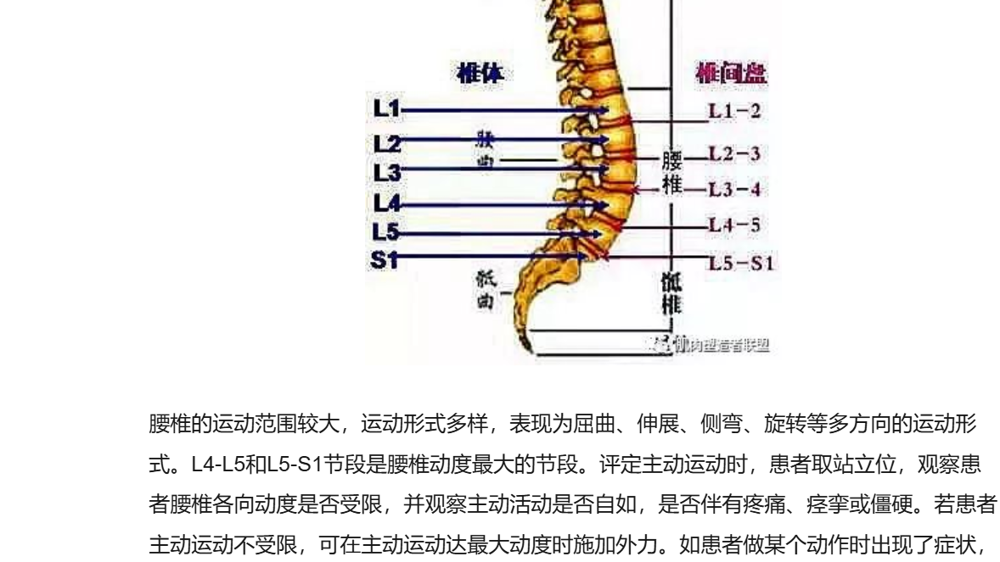 椎体
椎间盘
L1
L1-2
L2
腰曲
L2-3
腰椎
L3
L3-4
L4
L4-5
L5
S1
L5-S1
骶曲
骶椎
肌肉塑造者联盟
腰椎的运动范围较大，运动形式多样，表现为屈曲、伸展、侧弯、旋转等多方向的运动形
式。L4-L5和L5-S1节段是腰椎动度最大的节段。评定主动运动时，患者取站立位，观察患
者腰椎各向动度是否受限，并观察主动活动是否自如，是否伴有疼痛、痉挛或僵硬。若患者
主动运动不受限，可在主动运动达最大动度时施加外力。如患者做某个动作时出现了症状，